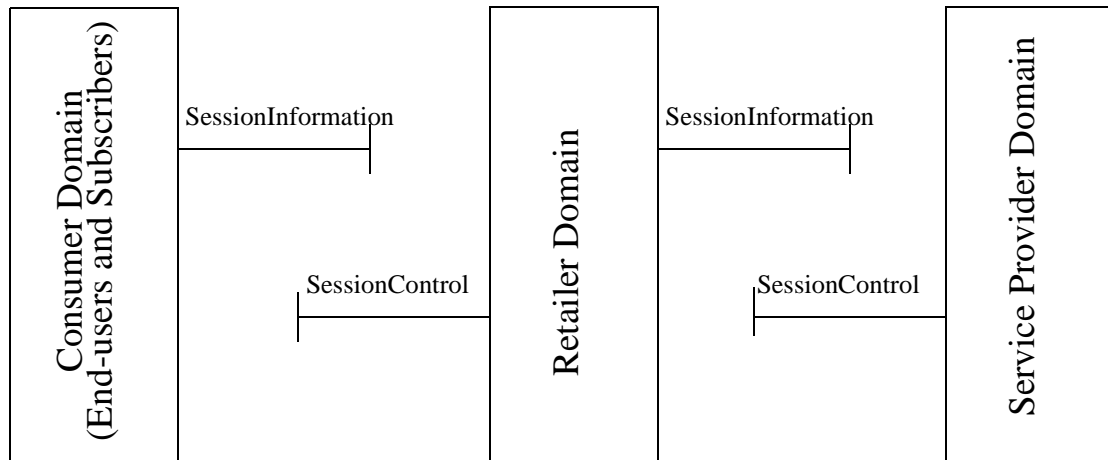 Consumer Domain
(End-users and Subscribers)
SessionInformation
SessionControl
Retailer Domain
SessionInformation
SessionControl
Service Provider Domain